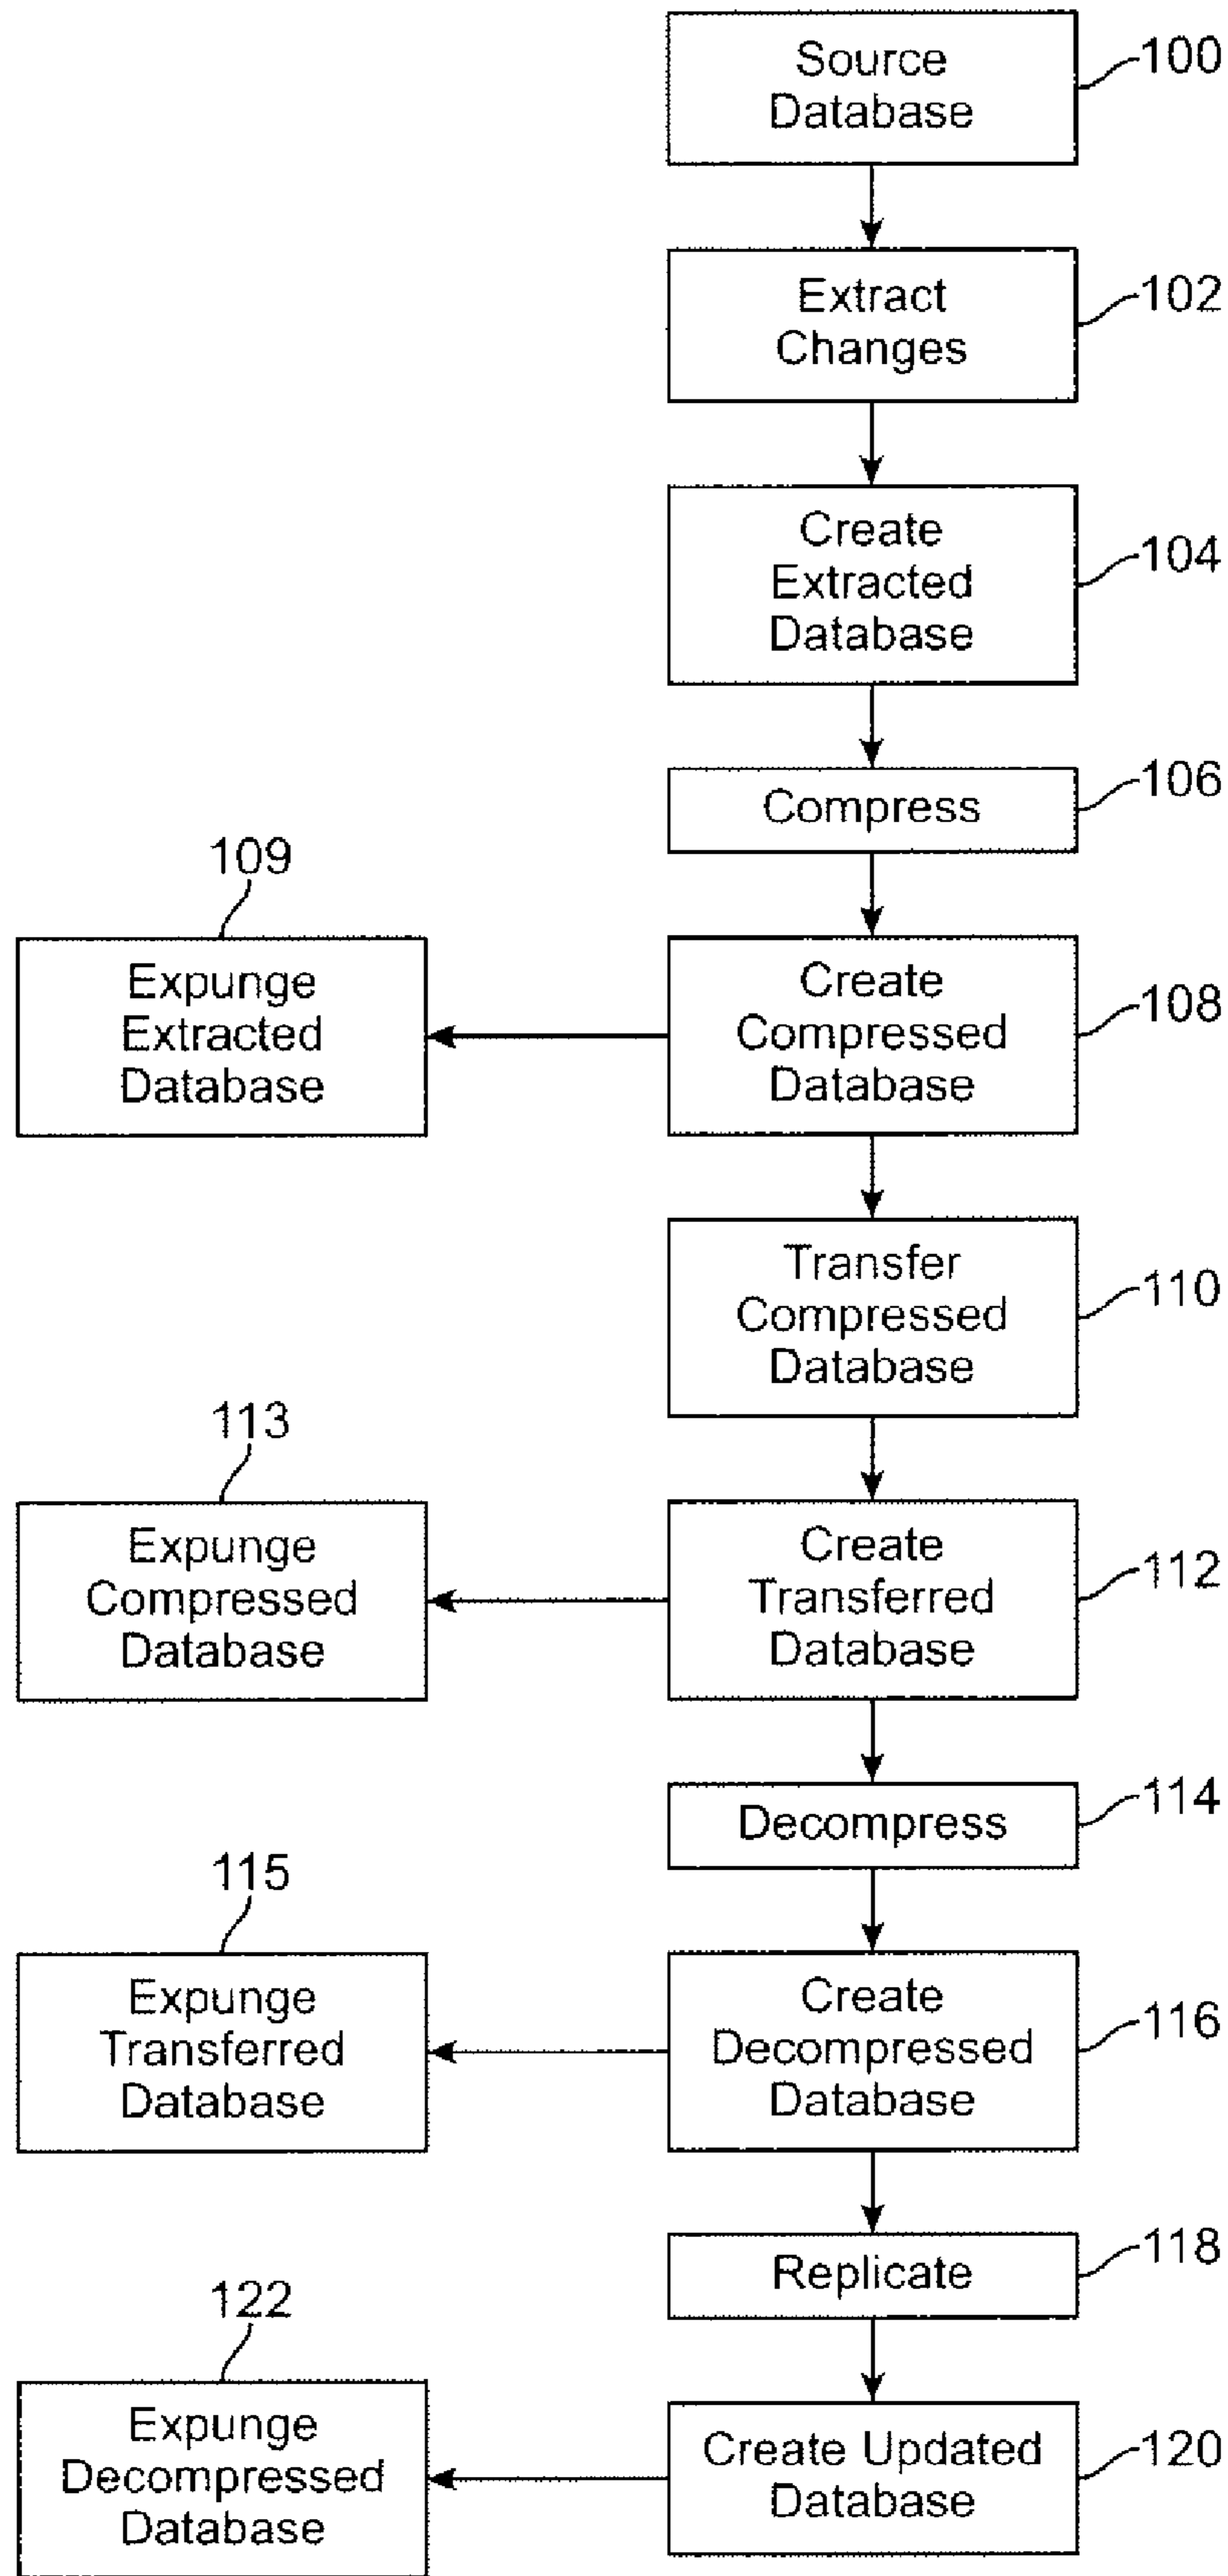 Source
Database
100
Extract
Changes
102
Create
Extracted
Database
104
Compress
106
109
Expunge
Extracted
Database
Create
Compressed
Database
108
Transfer
Compressed
Database
110
113
Expunge
Compressed
Database
Create
Transferred
Database
112
Decompress
114
115
Expunge
Transferred
Database
Create
Decompressed
Database
116
Replicate
118
122
Expunge
Decompressed
Database
Create Updated
Database
120